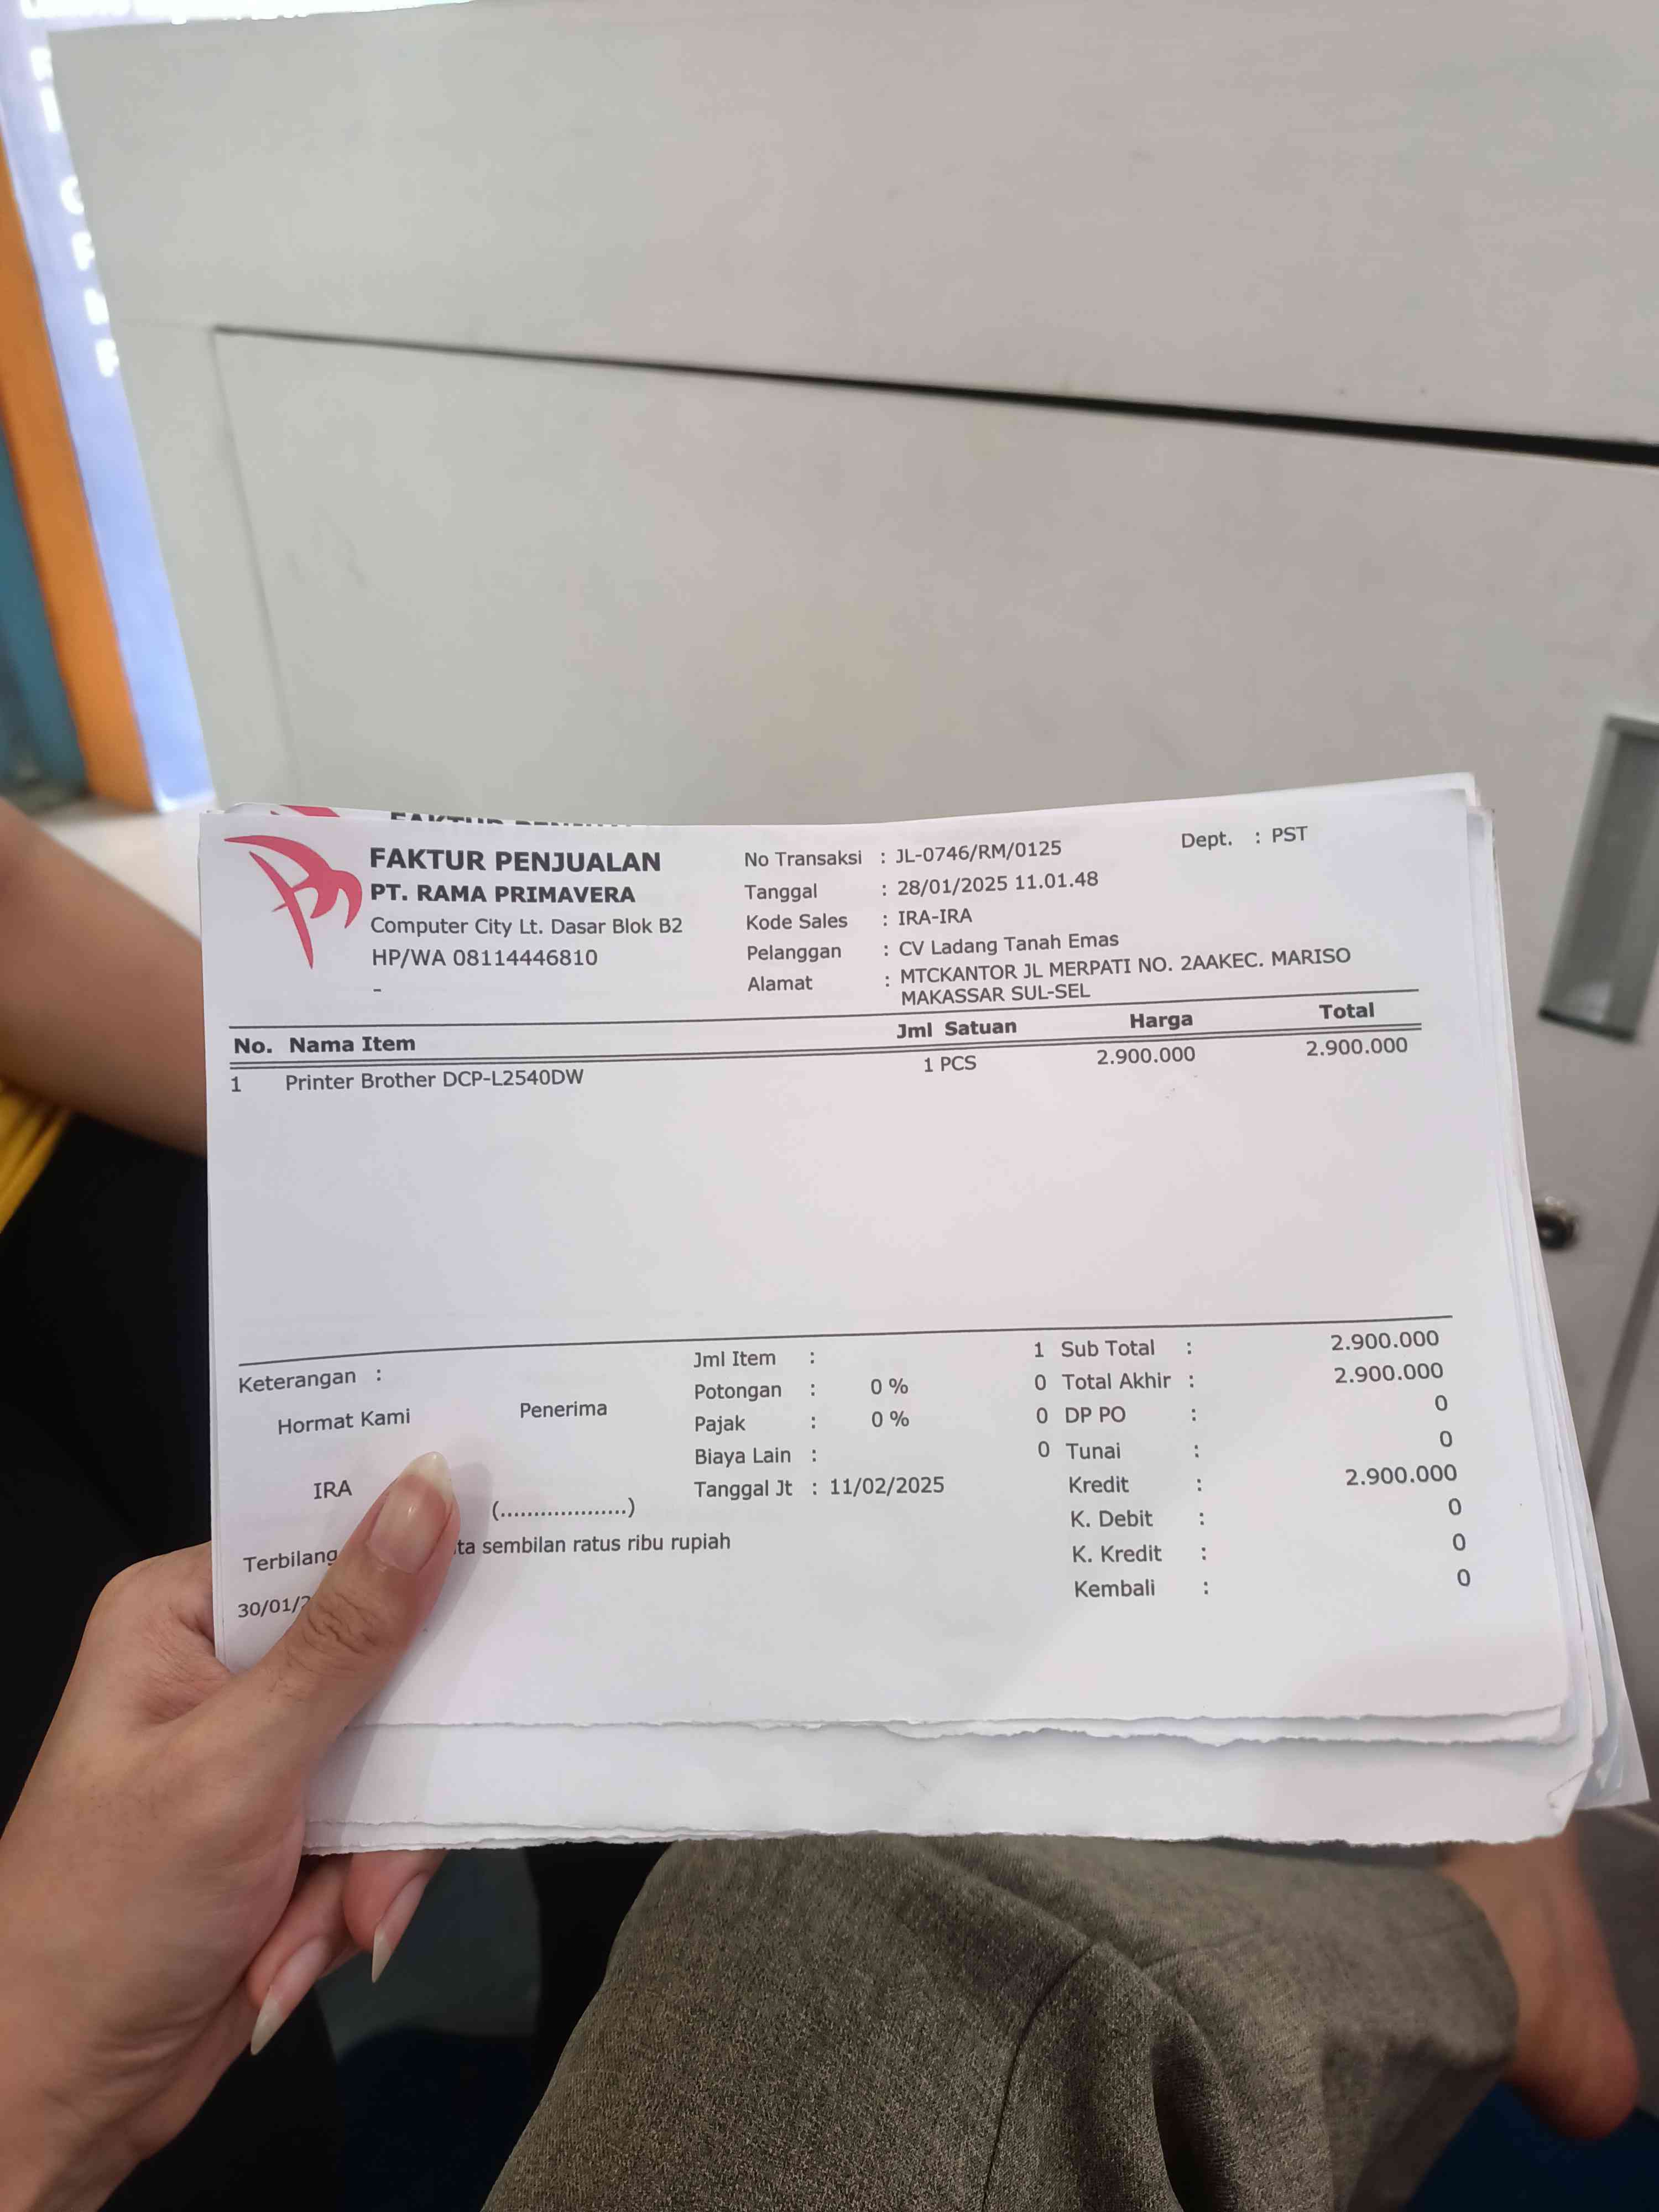 FAKTUR PENJUALAN
PT. RAMA PRIMAVERA
Computer City Lt. Dasar Blok B2
HP/WA 08114446810
-
No Transaksi : JL-0746/RM/0125
Dept. : PST
Tanggal : 28/01/2025 11.01.48
Kode Sales : IRA-IRA
Pelanggan : CV Ladang Tanah Emas
Alamat : MTCKANTOR JL MERPATI NO. 2AAKEC. MARISO
MAKASSAR SUL-SEL
No. Nama Item Jml Satuan Harga Total
1 Printer Brother DCP-L2540DW 1 PCS 2.900.000 2.900.000
Keterangan :
Hormat Kami Penerima
IRA
(...................)
Jml Item : 1
Potongan : 0 % 0
Pajak : 0 % 0
Biaya Lain : 0
Tanggal Jt : 11/02/2025
Sub Total : 2.900.000
Total Akhir : 2.900.000
DP PO : 0
Tunai : 0
Kredit : 2.900.000
K. Debit : 0
K. Kredit : 0
Kembali : 0
Terbilang ta sembilan ratus ribu rupiah
30/01/